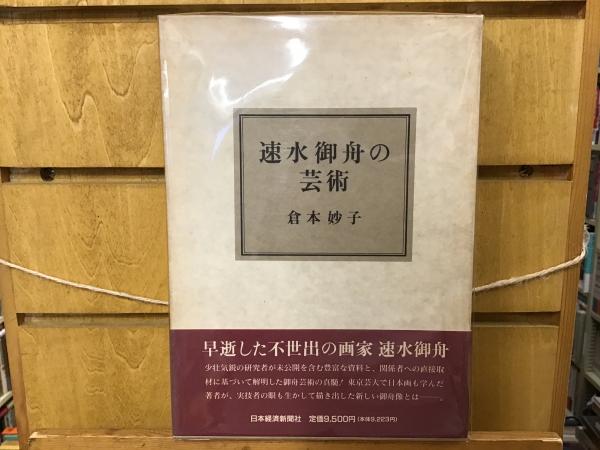 速水御舟の
芸術
倉本妙子
早逝した不世出の画家 速水御舟
少壮気鋭の研究者が未公開を含む豊富な資料と、関係者への直接取
材に基づいて解明した御舟芸術の真髄! 東京芸大で日本画も学んだ
著者が、実技者の眼も生かして描き出した新しい御舟像とは——。
日本経済新聞社 定価9,500円(本体9,223円)